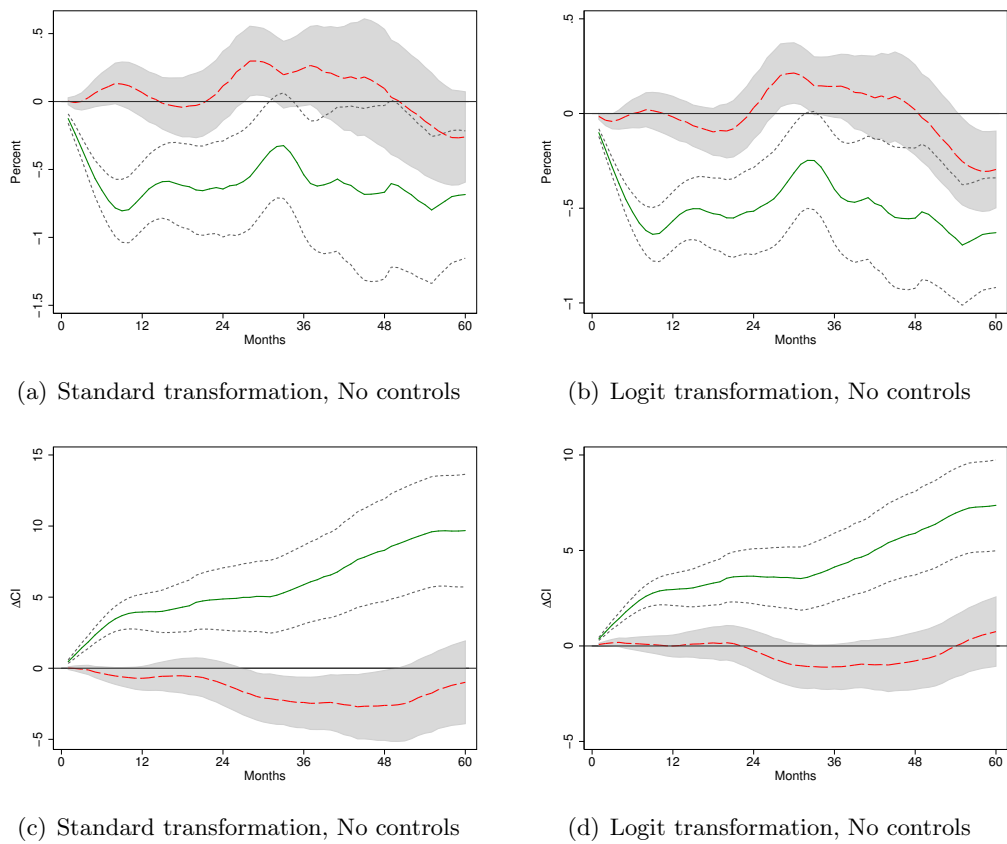 .5
0
-.5
-1
-1.5
Percent
0 12 24 36 48 60
Months
(a) Standard transformation, No controls
.5
0
-.5
-1
Percent
0 12 24 36 48 60
Months
(b) Logit transformation, No controls
15
10
5
0
-5
ΔCI
0 12 24 36 48 60
Months
(c) Standard transformation, No controls
10
5
0
-5
ΔCI
0 12 24 36 48 60
Months
(d) Logit transformation, No controls